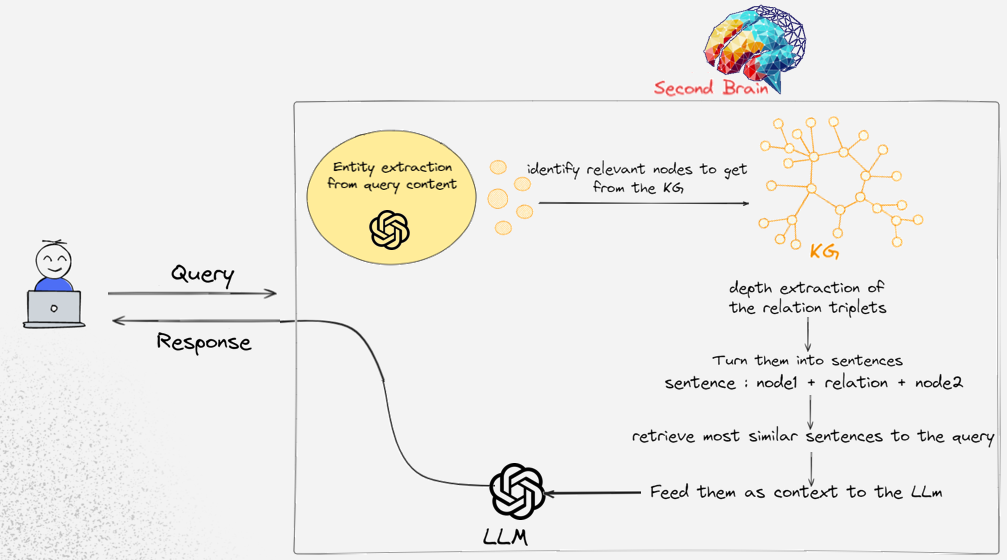 Second Brain
Entity extraction
from query content
identify relevant nodes to get
from the KG
KG
Query
Response
depth extraction of
the relation triplets
Turn them into sentences
sentence : node1 + relation + node2
retrieve most similar sentences to the query
Feed them as context to the LLm
LLM